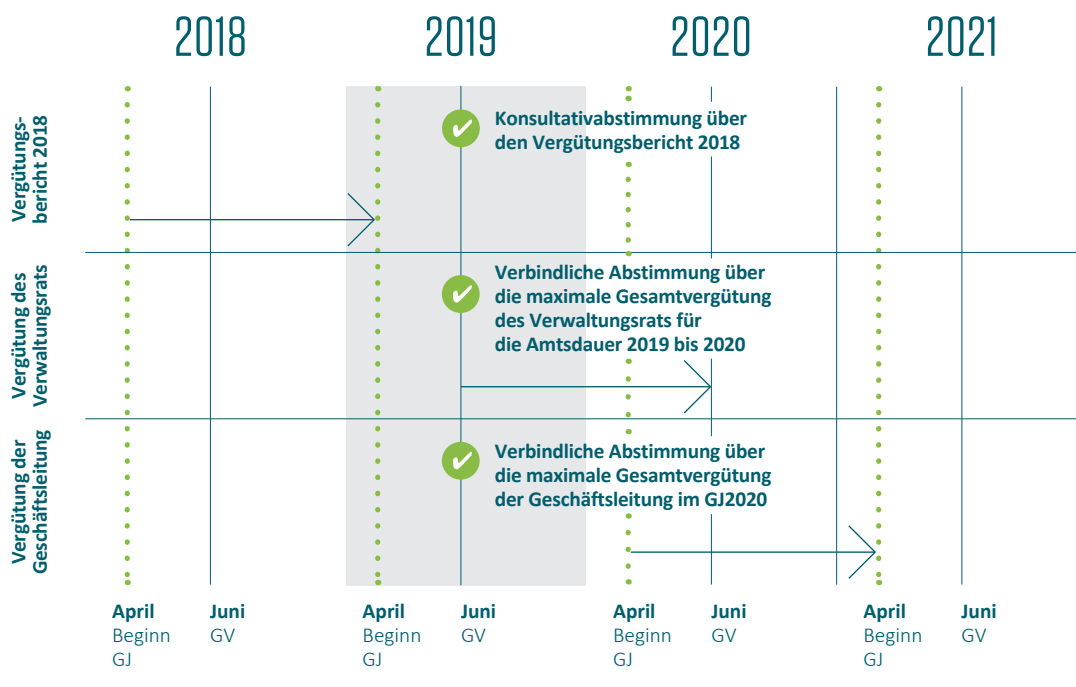 2018
2019
2020
2021
Vergütungs-
bericht 2018
Konsultativabstimmung über
den Vergütungsbericht 2018
Vergütung des
Verwaltungsrats
Verbindliche Abstimmung über
die maximale Gesamtvergütung
des Verwaltungsrats für
die Amtsdauer 2019 bis 2020
Vergütung der
Geschäftsleitung
Verbindliche Abstimmung über
die maximale Gesamtvergütung
der Geschäftsleitung im GJ2020
April
Beginn
GJ
Juni
GV
April
Beginn
GJ
Juni
GV
April
Beginn
GJ
Juni
GV
April
Beginn
GJ
Juni
GV